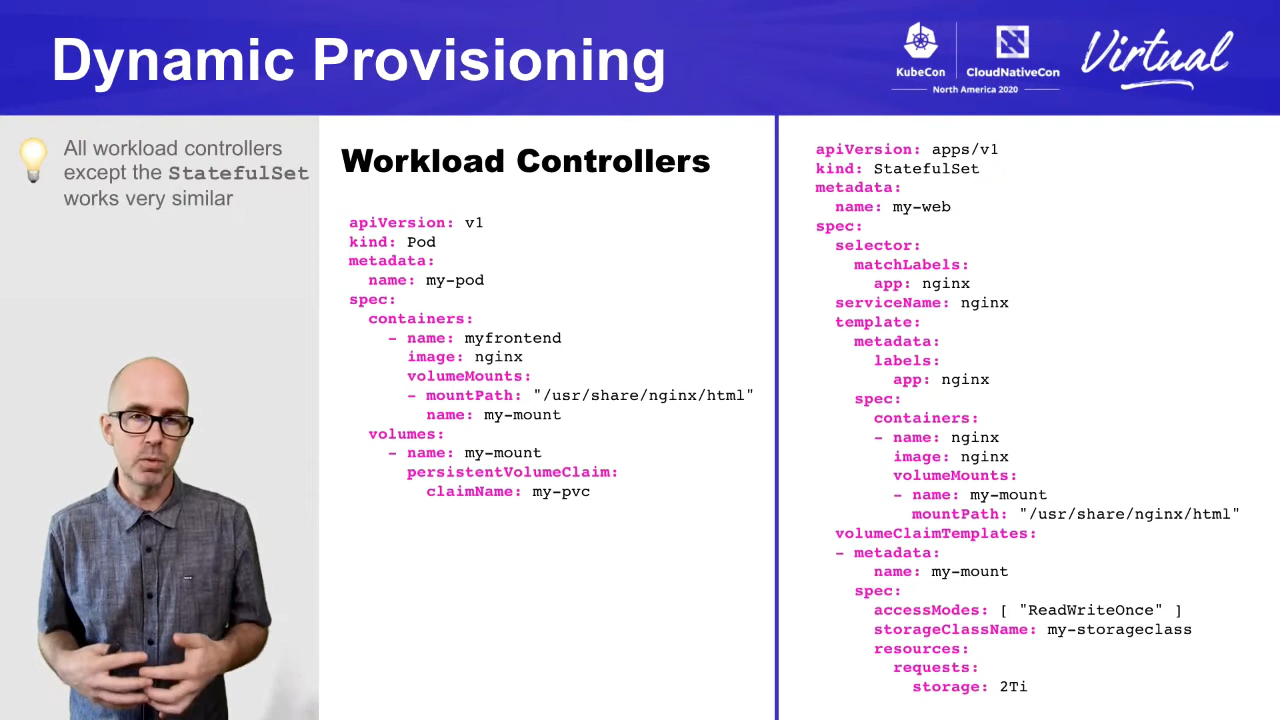 Dynamic Provisioning
KubeCon
CloudNativeCon
North America 2020
Virtual
All workload controllers
except the StatefulSet
works very similar
Workload Controllers
apiVersion: v1
kind: Pod
metadata:
  name: my-pod
spec:
  containers:
    - name: myfrontend
      image: nginx
      volumeMounts:
      - mountPath: "/usr/share/nginx/html"
        name: my-mount
  volumes:
    - name: my-mount
      persistentVolumeClaim:
        claimName: my-pvc
apiVersion: apps/v1
kind: StatefulSet
metadata:
  name: my-web
spec:
  selector:
    matchLabels:
      app: nginx
  serviceName: nginx
  template:
    metadata:
      labels:
        app: nginx
    spec:
      containers:
      - name: nginx
        image: nginx
        volumeMounts:
        - name: my-mount
          mountPath: "/usr/share/nginx/html"
  volumeClaimTemplates:
  - metadata:
      name: my-mount
    spec:
      accessModes: [ "ReadWriteOnce" ]
      storageClassName: my-storageclass
      resources:
        requests:
          storage: 2Ti